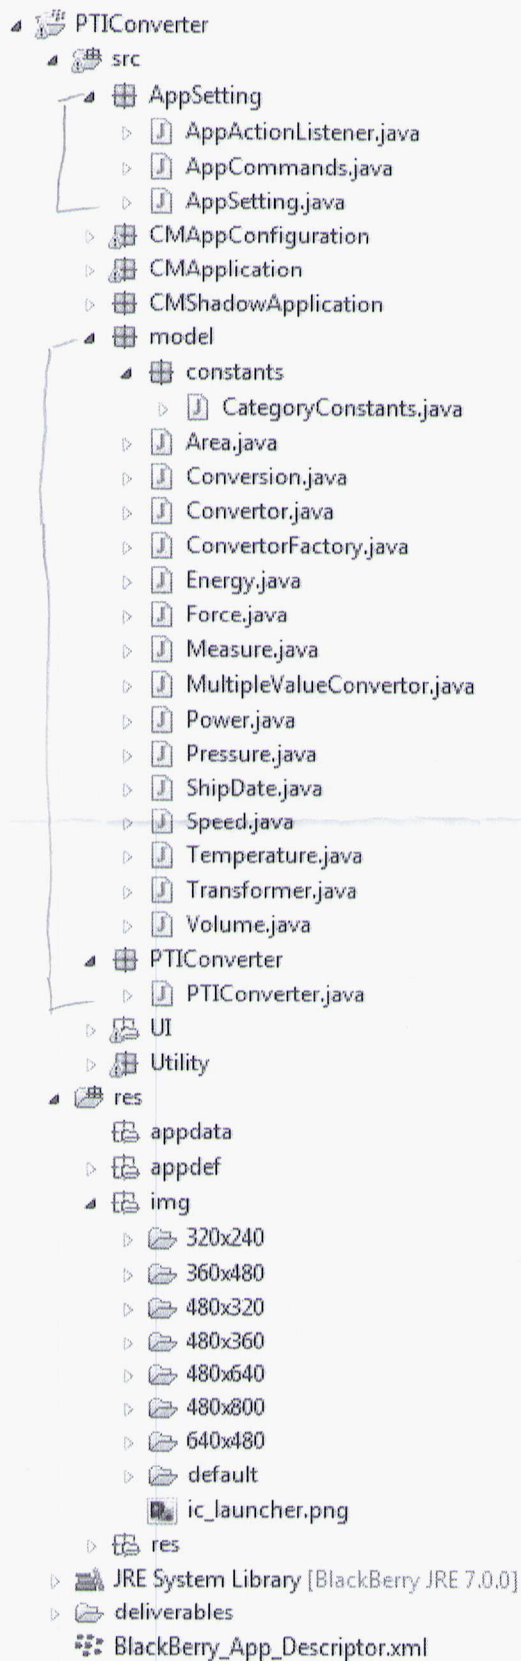 PTIConverter
src
AppSetting
AppActionListener.java
AppCommands.java
AppSetting.java
CMAppConfiguration
CMApplication
CMShadowApplication
model
constants
CategoryConstants.java
Area.java
Conversion.java
Convertor.java
ConvertorFactory.java
Energy.java
Force.java
Measure.java
MultipleValueConvertor.java
Power.java
Pressure.java
ShipDate.java
Speed.java
Temperature.java
Transformer.java
Volume.java
PTIConverter
PTIConverter.java
UI
Utility
res
appdata
appdef
img
320x240
360x480
480x320
480x360
480x640
480x800
640x480
default
ic_launcher.png
res
JRE System Library [BlackBerry JRE 7.0.0]
deliverables
BlackBerry_App_Descriptor.xml